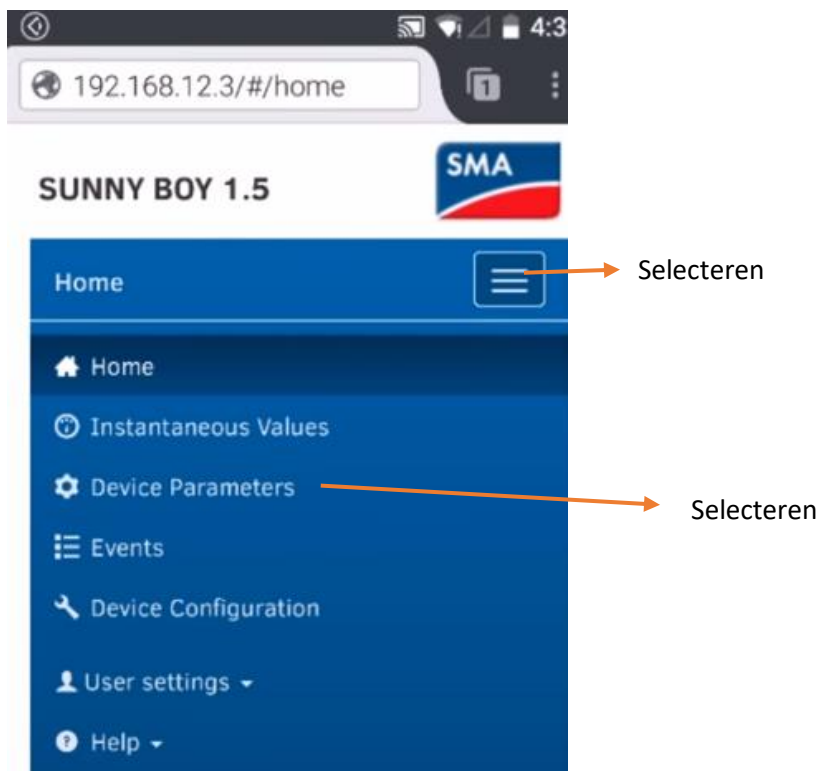 4:3
192.168.12.3/#/home
1
SUNNY BOY 1.5
SMA
Home
Selecteren
Home
Instantaneous Values
Device Parameters
Selecteren
Events
Device Configuration
User settings
Help